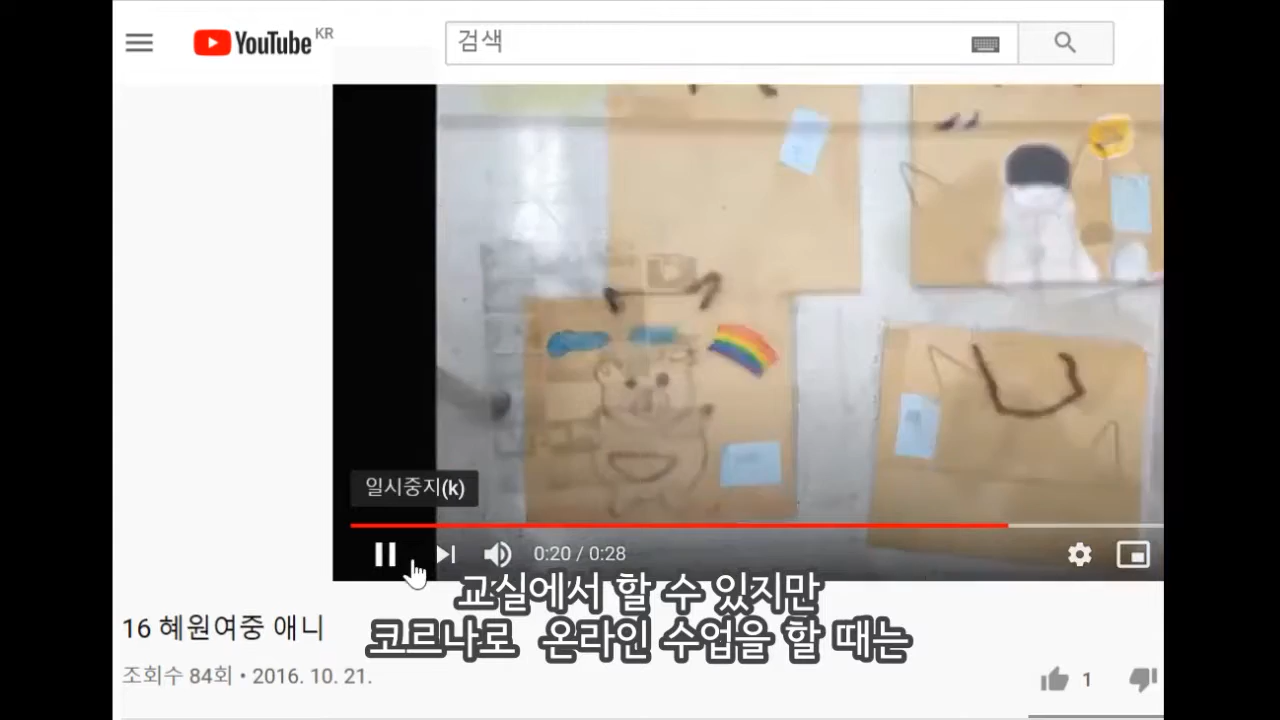 YouTube KR
검색
일시중지(k)
0:20 / 0:28
교실에서 할 수 있지만
코르나로 온라인 수업을 할 때는
16 혜원여중 애니
조회수 84회 • 2016. 10. 21.
1